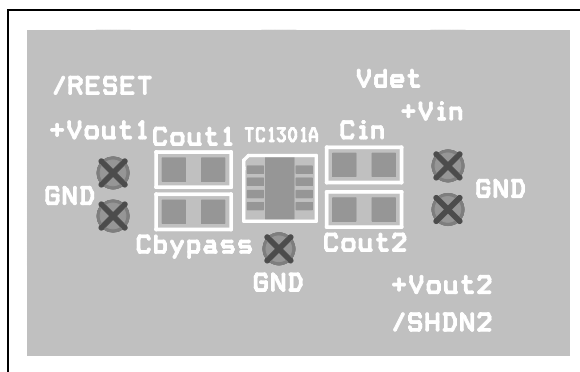 /RESET
Vdet
+Vin
+Vout1
Cout1
TC1301A
Cin
GND
GND
Cbypass
Cout2
GND
+Vout2
/SHDN2